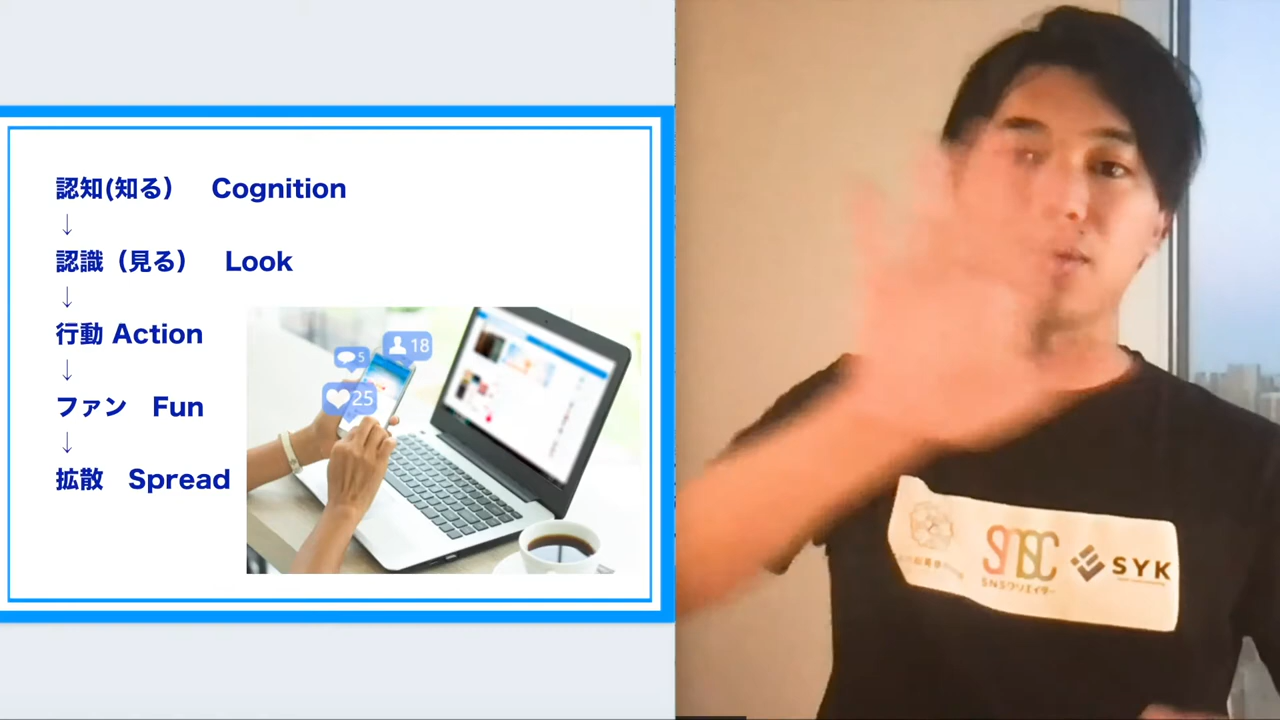 認知(知る)　Cognition
↓
認識（見る）　Look
↓
行動 Action
↓
ファン　Fun
↓
拡散　Spread
5
18
25
SNSC
SNSクリエイター
SYK